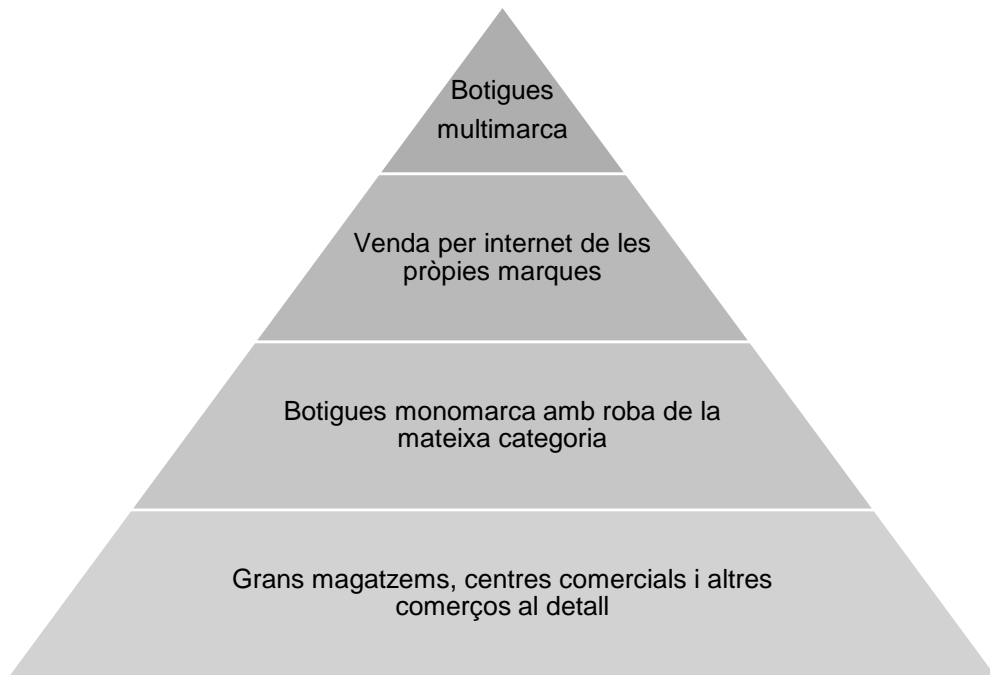 Botigues
multimarca
Venda per internet de les
pròpies marques
Botigues monomarca amb roba de la
mateixa categoria
Grans magatzems, centres comercials i altres
comerços al detall